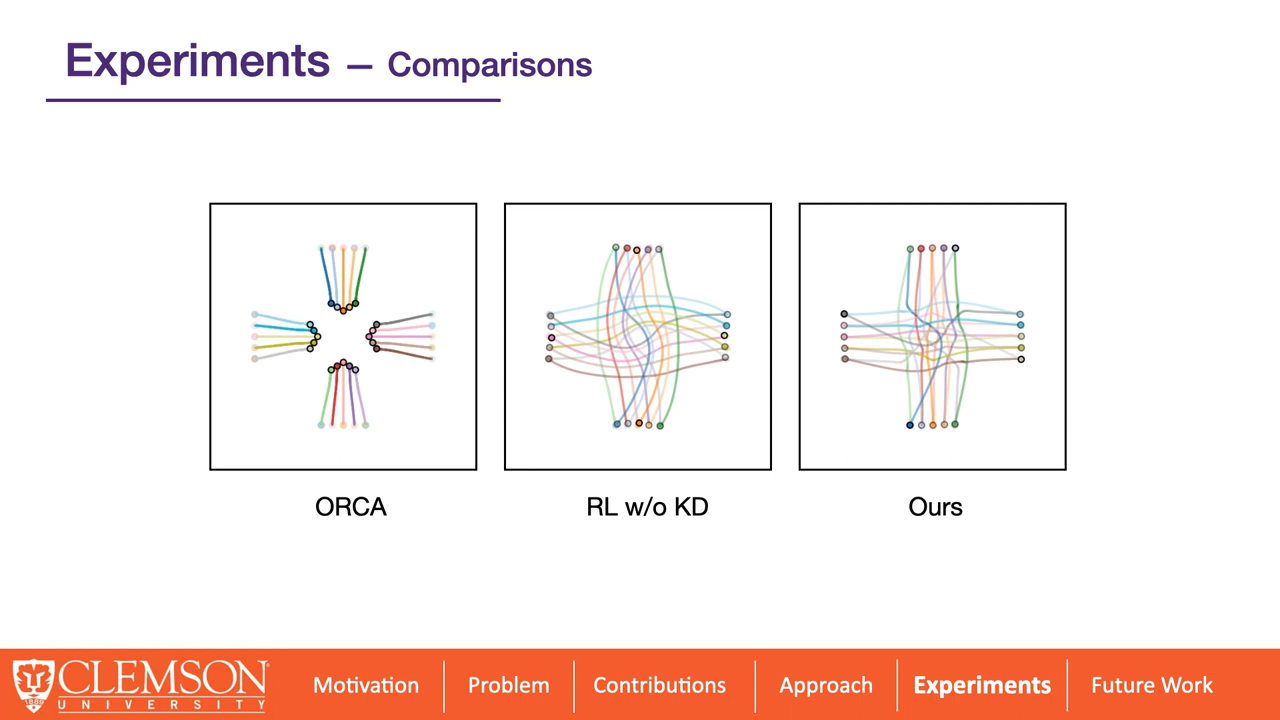 Experiments — Comparisons
ORCA
RL w/o KD
Ours
CLEMSON
UNIVERSITY
Motivation
Problem
Contributions
Approach
Experiments
Future Work